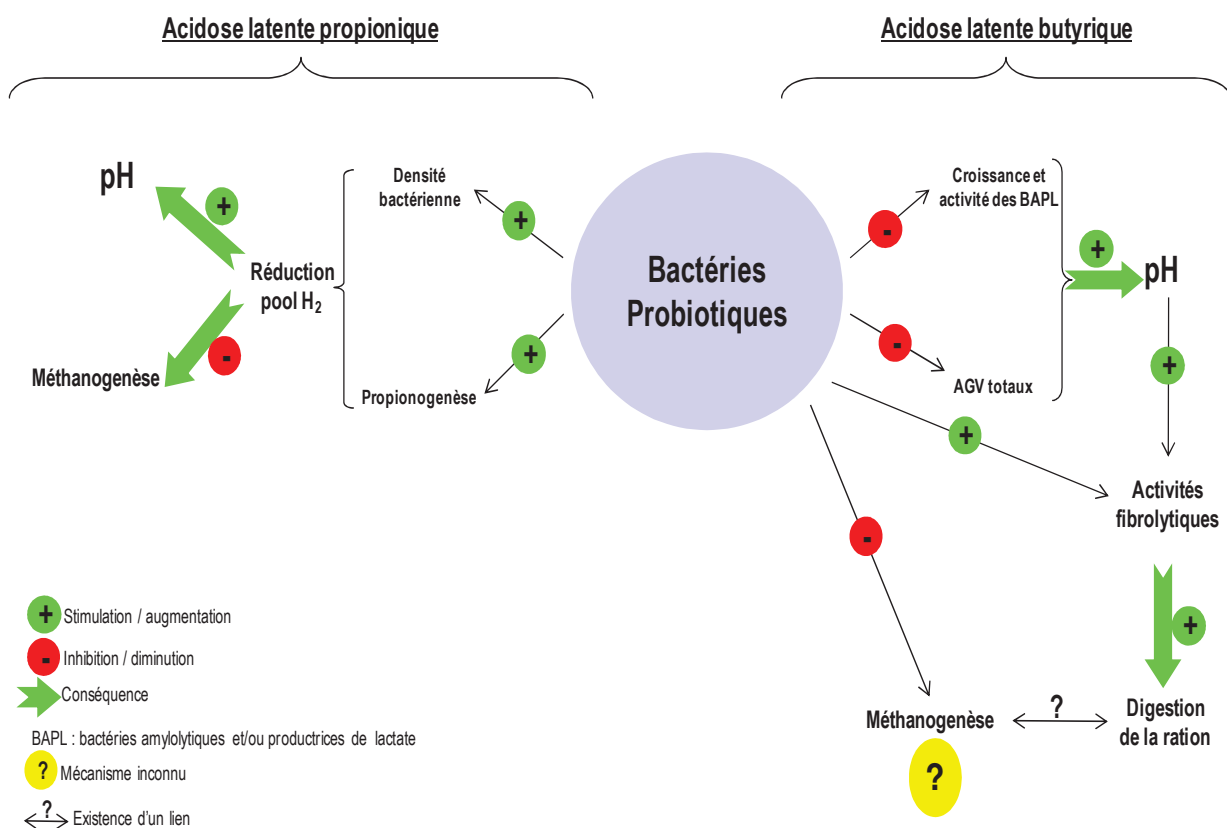 Acidose latente propionique
Acidose latente butyrique
pH
+
Densité
bactérienne
+
Réduction
pool H₂
-
Méthanogenèse
+
Propionogenèse
Bactéries
Probiotiques
Croissance et
activité des BAPL
-
+
pH
-
AGV totaux
+
+
Activités
fibrolytiques
-
+
Méthanogenèse
?
?
Digestion
de la ration
+ Stimulation / augmentation
- Inhibition / diminution
Conséquence
BAPL : bactéries amylolytiques et/ou productrices de lactate
? Mécanisme inconnu
? Existence d'un lien